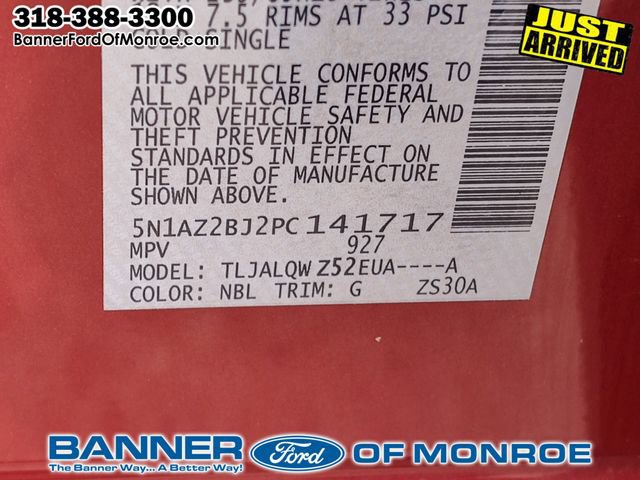 318-388-3300
BannerFordOfMonroe.com
JUST
ARRIVED
7.5 RIMS AT 33 PSI
COLD SINGLE
THIS VEHICLE CONFORMS TO
ALL APPLICABLE FEDERAL
MOTOR VEHICLE SAFETY AND
THEFT PREVENTION
STANDARDS IN EFFECT ON
THE DATE OF MANUFACTURE
SHOWN ABOVE.
5N1AZ2BJ2PC141717
MPV 927
MODEL: TLJALQWZ52EUA----A
COLOR: NBL TRIM: G ZS30A
BANNER Ford OF MONROE
The Banner Way... A Better Way!